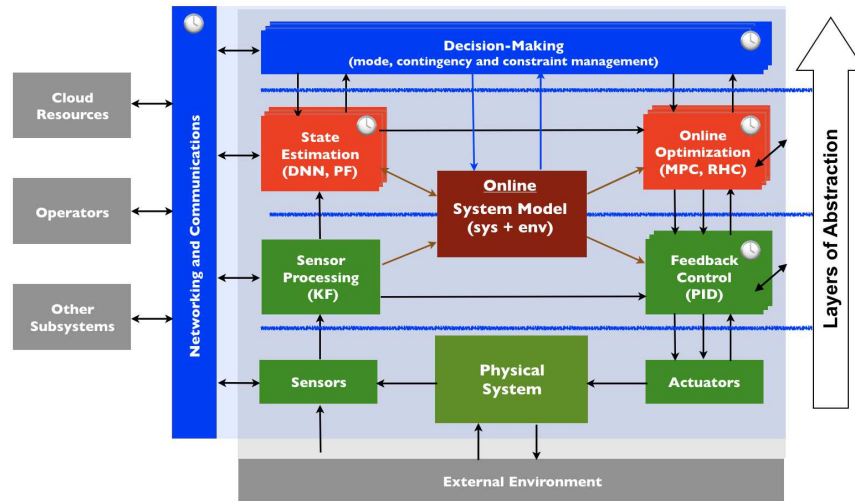 Decision-Making
(mode, contingency and constraint management)
Cloud
Resources
Operators
Other
Subsystems
Networking and Communications
State
Estimation
(DNN, PF)
Online
Optimization
(MPC, RHC)
Online
System Model
(sys + env)
Sensor
Processing
(KF)
Feedback
Control
(PID)
Sensors
Physical
System
Actuators
External Environment
Layers of Abstraction